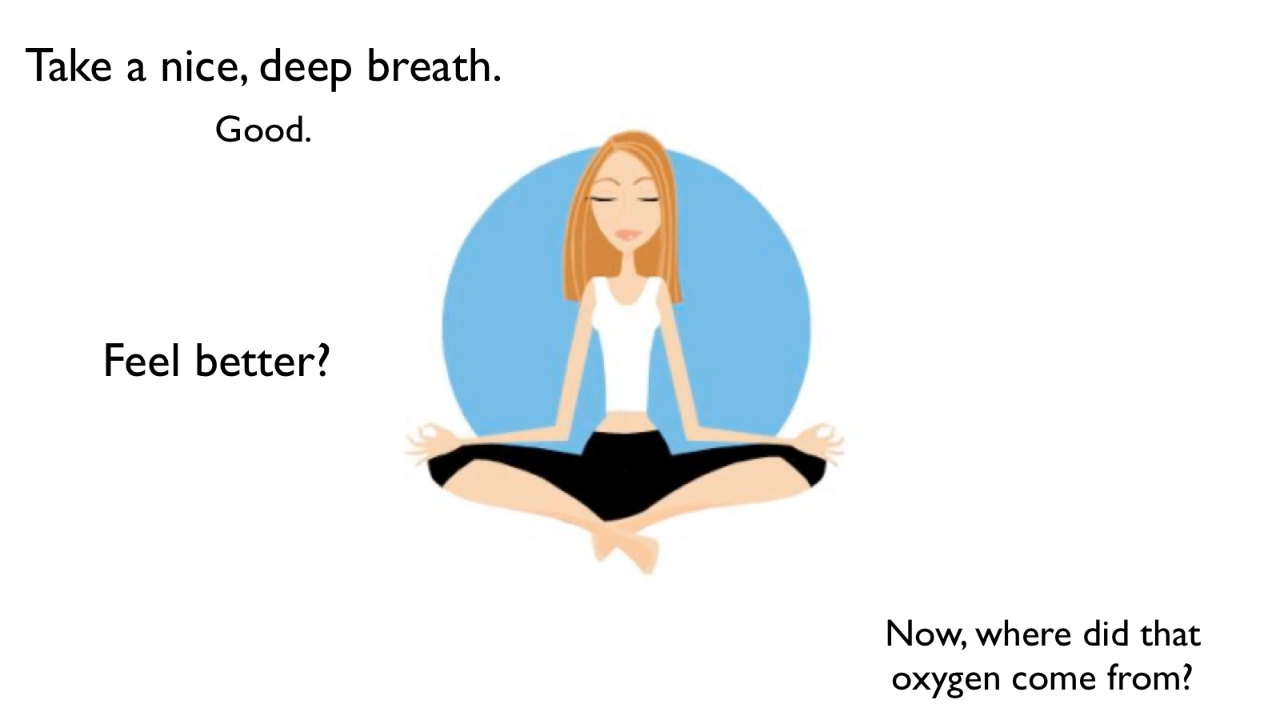 Take a nice, deep breath.
Good.
Feel better?
Now, where did that
oxygen come from?